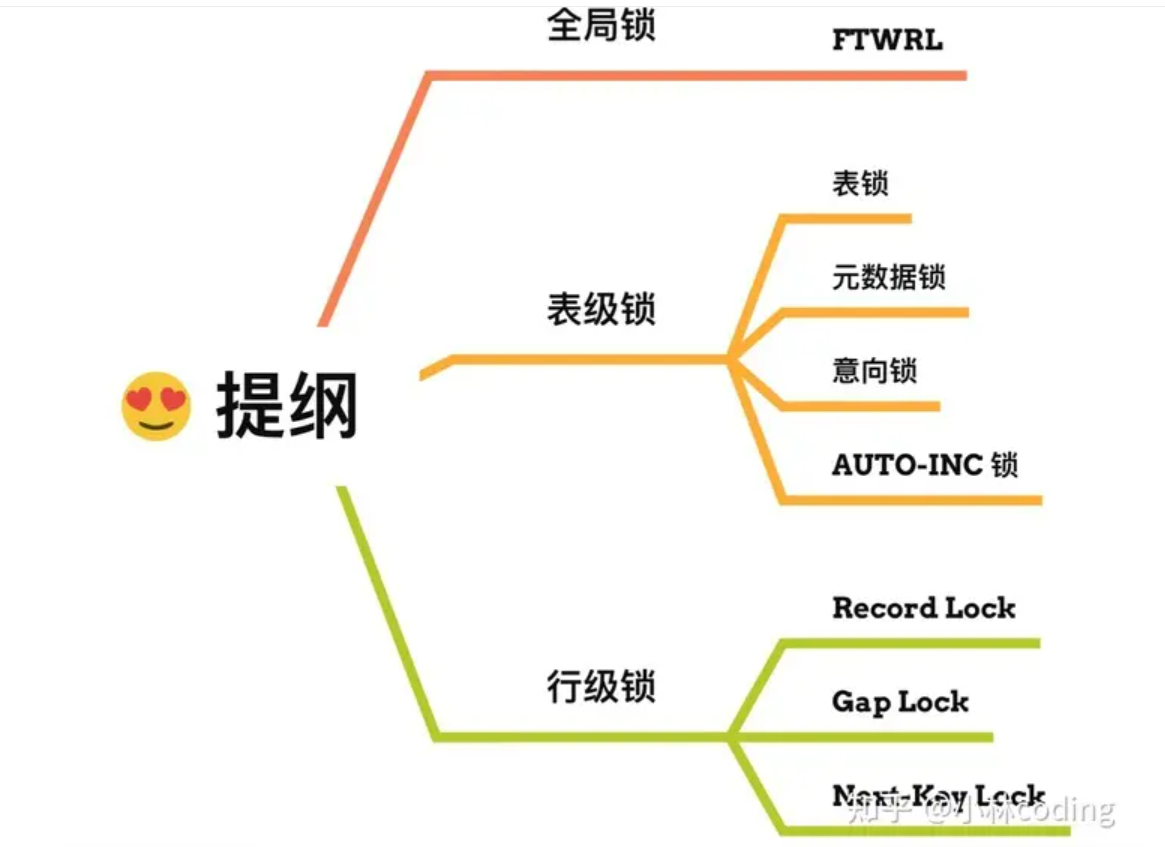 全局锁
FTWRL
表锁
元数据锁
表级锁
意向锁
提纲
AUTO-INC 锁
Record Lock
行级锁
Gap Lock
Next-Key Lock
知乎 @小林coding